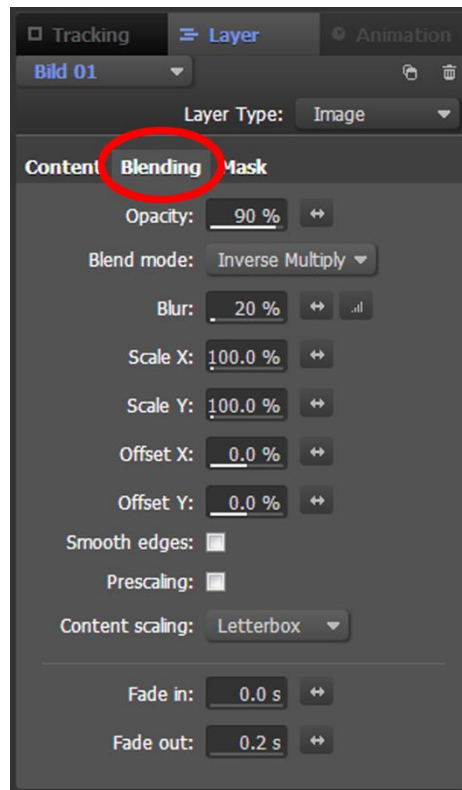 Tracking Layer Animation
Bild 01
Layer Type: Image
Content Blending Mask
Opacity: 90 %
Blend mode: Inverse Multiply
Blur: 20 %
Scale X: 100.0 %
Scale Y: 100.0 %
Offset X: 0.0 %
Offset Y: 0.0 %
Smooth edges:
Prescaling:
Content scaling: Letterbox
Fade in: 0.0 s
Fade out: 0.2 s